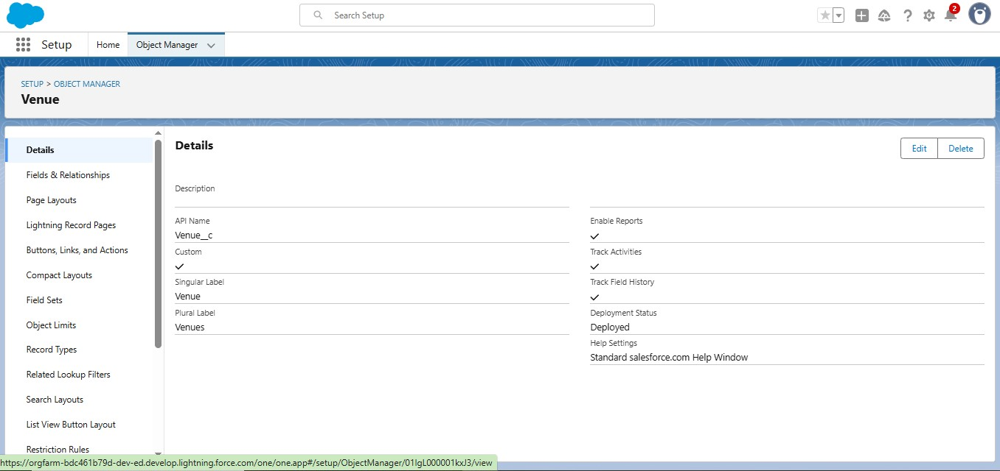 Search Setup
2
Setup
Home
Object Manager
SETUP > OBJECT MANAGER
Venue
Details
Fields & Relationships
Page Layouts
Lightning Record Pages
Buttons, Links, and Actions
Compact Layouts
Field Sets
Object Limits
Record Types
Related Lookup Filters
Search Layouts
List View Button Layout
Restriction Rules
Details
Edit
Delete
Description
API Name
Venue__c
Custom
Singular Label
Venue
Plural Label
Venues
Enable Reports
Track Activities
Track Field History
Deployment Status
Deployed
Help Settings
Standard salesforce.com Help Window
https://orgfarm-bdc461b79d-dev-ed.develop.lightning.force.com/one/one.app#/setup/ObjectManager/01IgL000001kxJ3/view